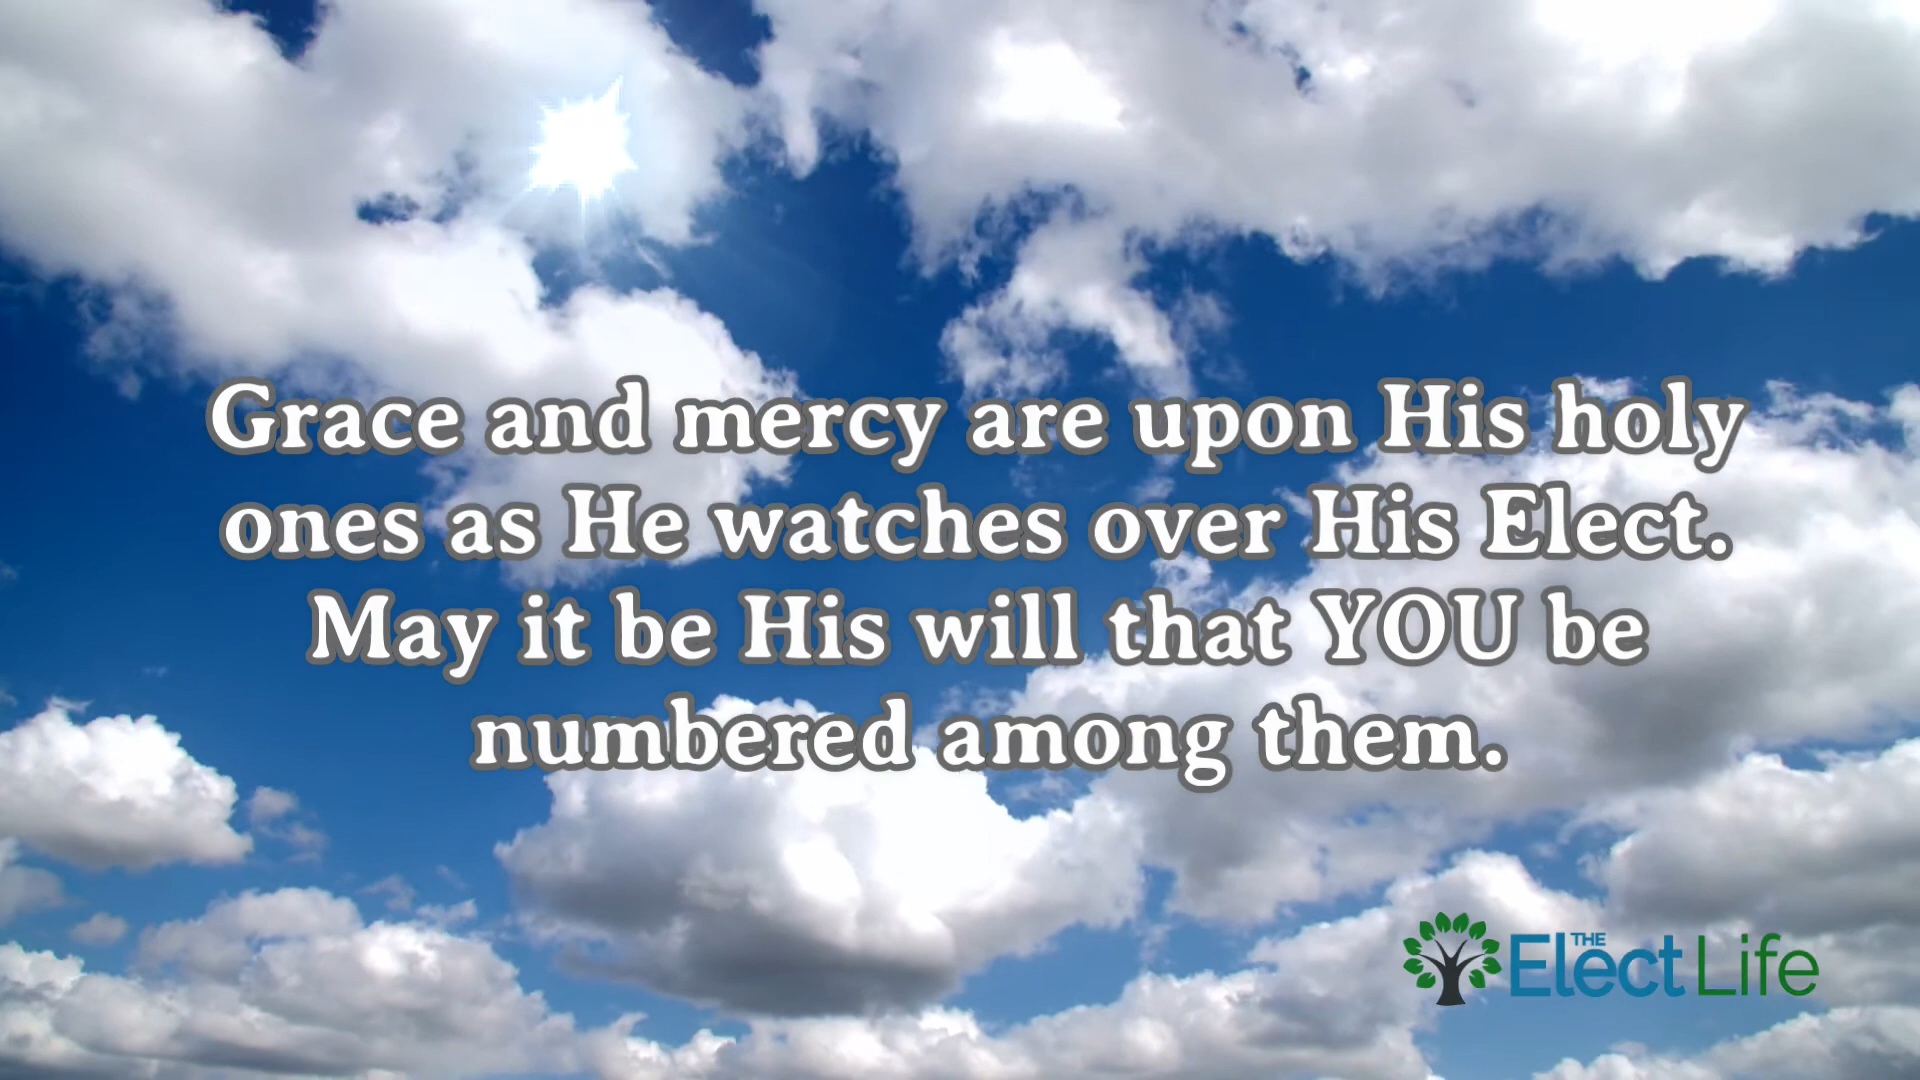 Grace and mercy are upon His holy
ones as He watches over His Elect.
May it be His will that YOU be
numbered among them.
THE Elect Life